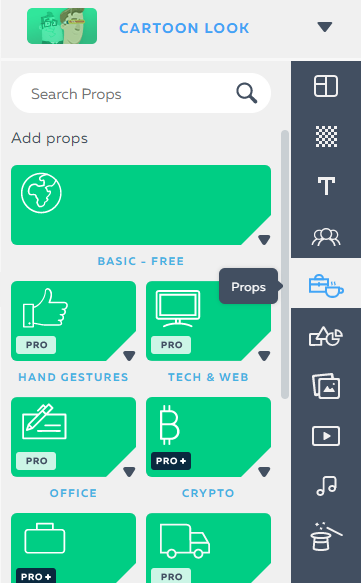 CARTOON LOOK
Search Props
Add props
BASIC - FREE
Props
PRO
PRO
HAND GESTURES
TECH & WEB
PRO
PRO+
OFFICE
CRYPTO
PRO+
PRO